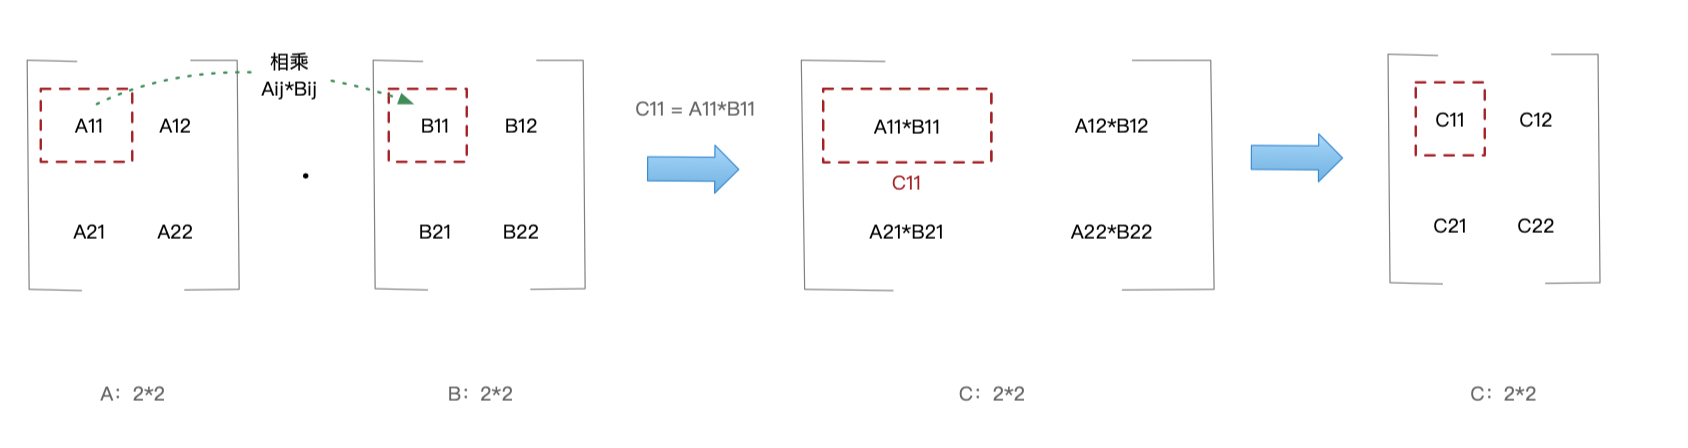 相乘
Aij*Bij
A11 A12
A21 A22
.
B11 B12
B21 B22
C11 = A11*B11
A11*B11 A12*B12
C11
A21*B21 A22*B22
C11 C12
C21 C22
A：2*2
B：2*2
C：2*2
C：2*2